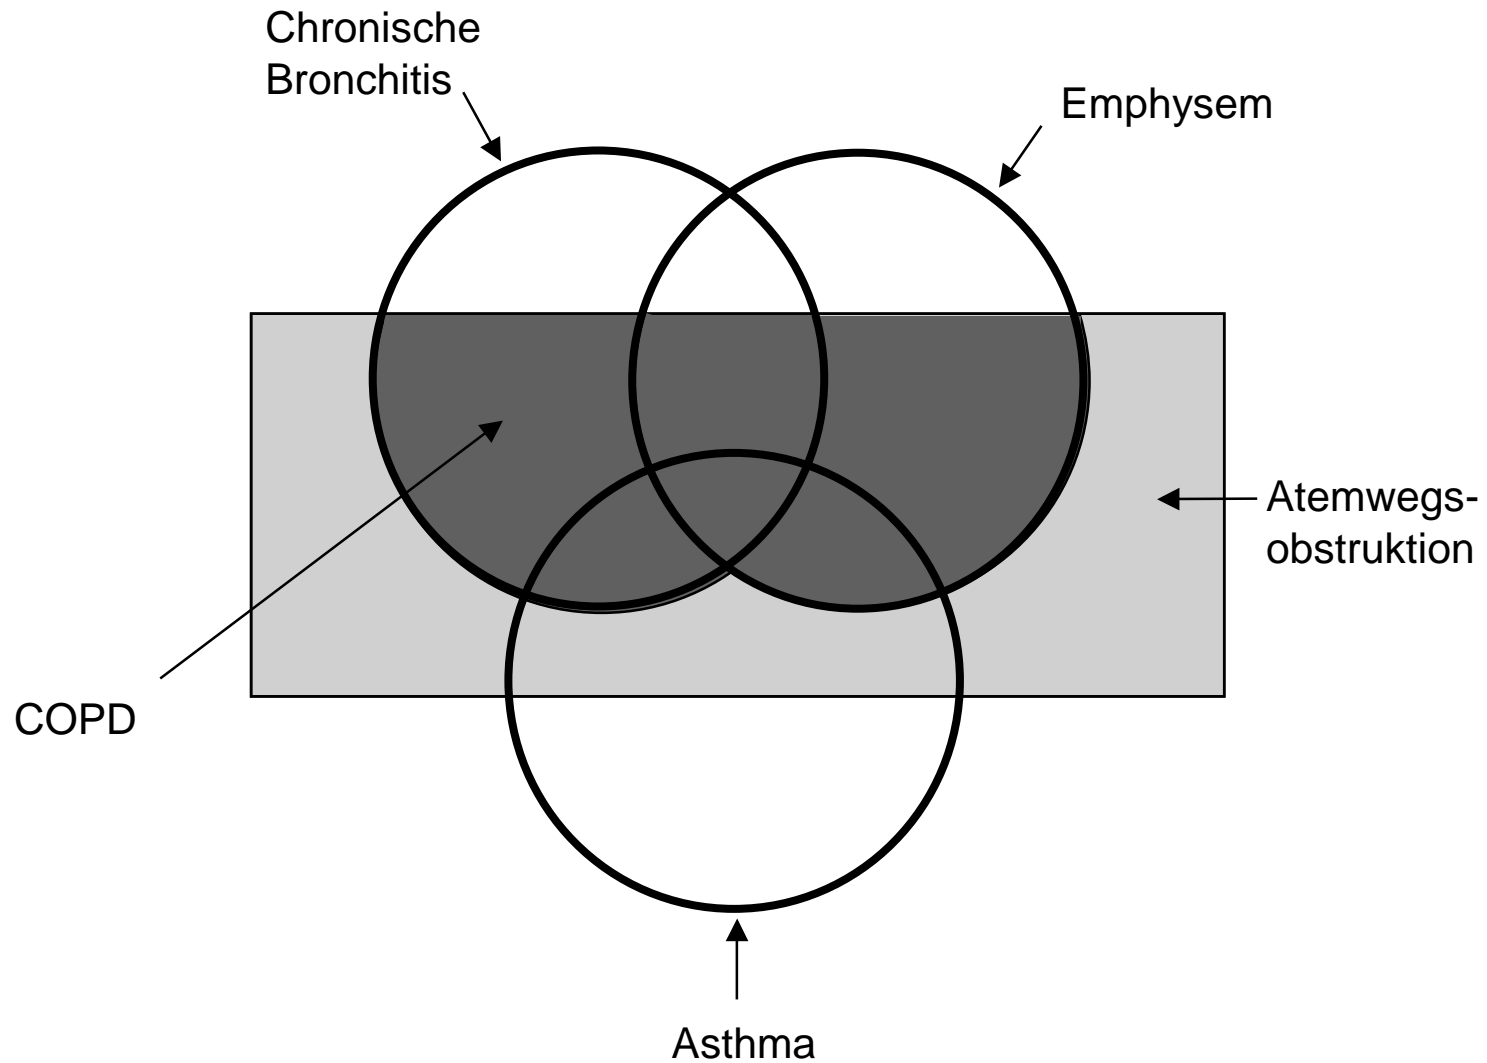 Chronische
Bronchitis
Emphysem
Atemwegs-
obstruktion
COPD
Asthma